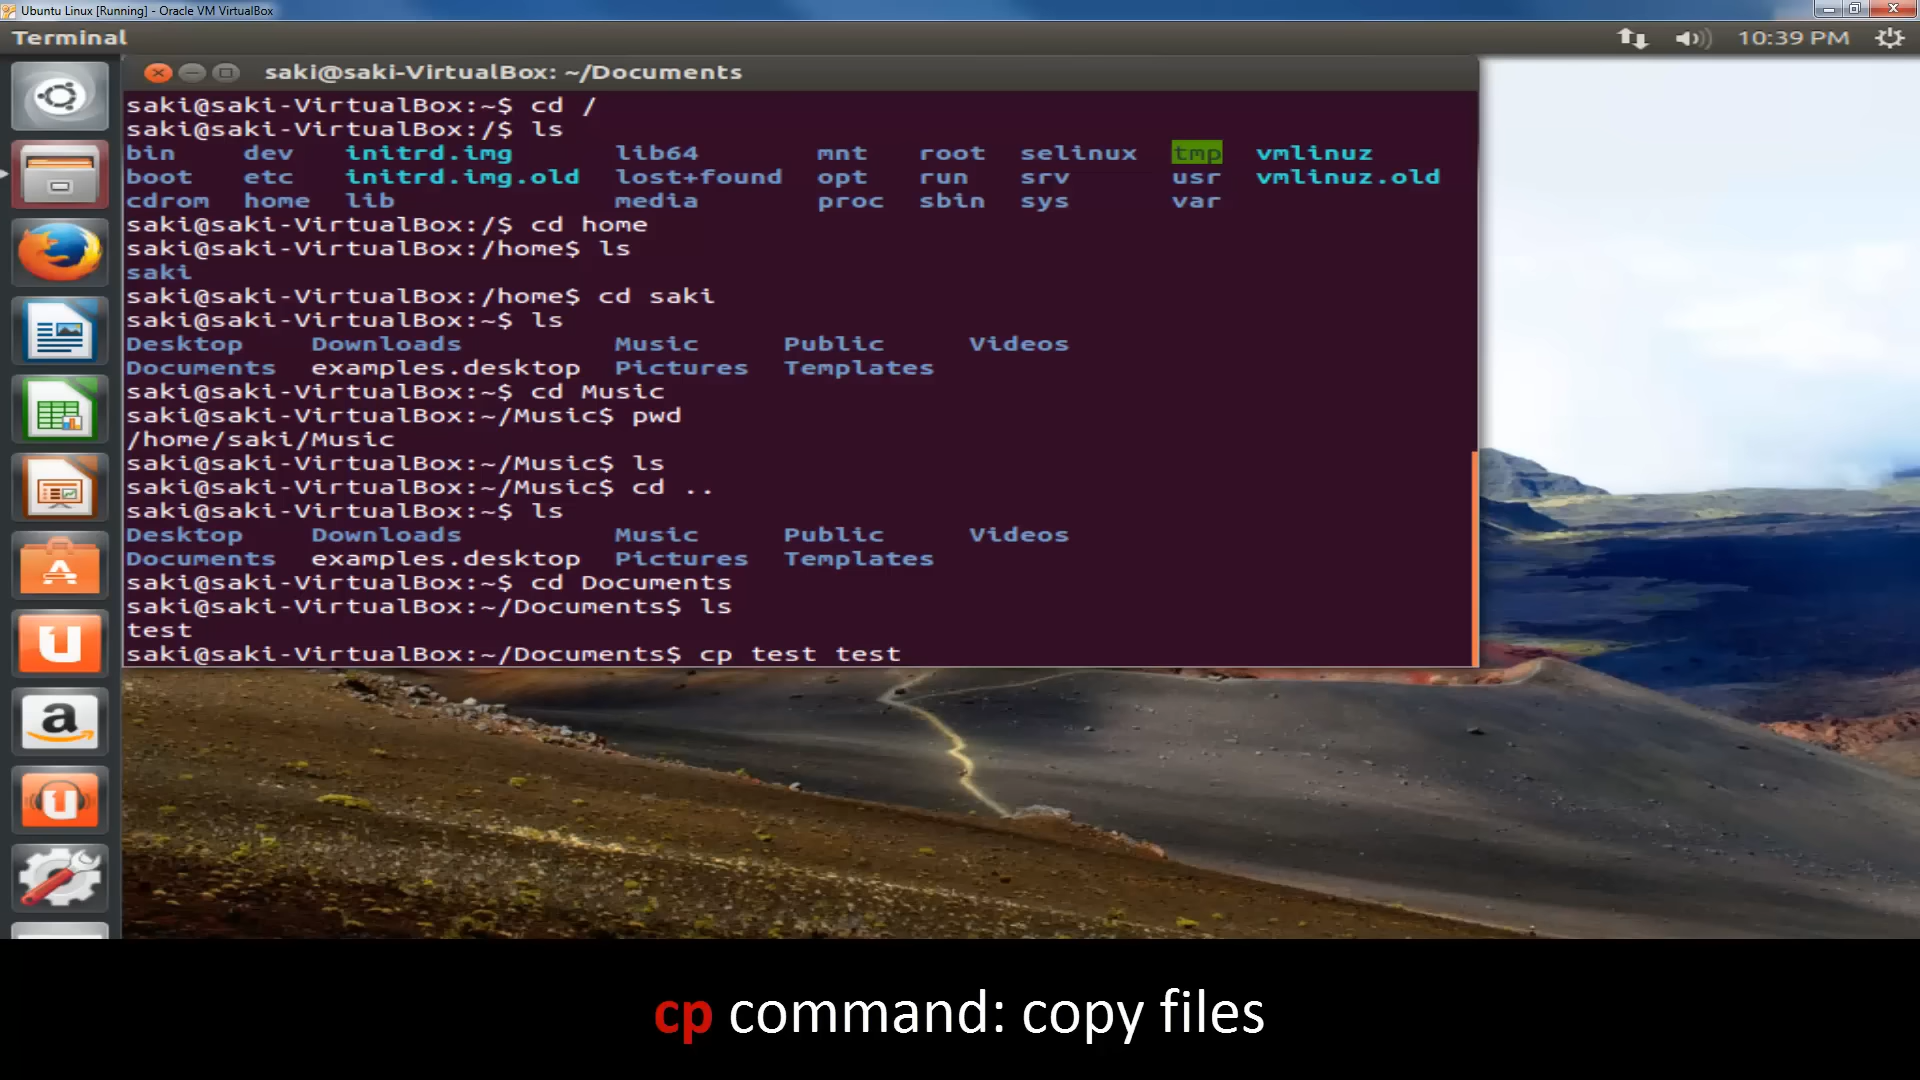 Ubuntu Linux [Running] - Oracle VM VirtualBox
Terminal
10:39 PM
saki@saki-VirtualBox: ~/Documents
saki@saki-VirtualBox:~$ cd /
saki@saki-VirtualBox:/$ ls
bin dev initrd.img lib64 mnt root selinux tmp vmlinuz
boot etc initrd.img.old lost+found opt run srv usr vmlinuz.old
cdrom home lib media proc sbin sys var
saki@saki-VirtualBox:/$ cd home
saki@saki-VirtualBox:/home$ ls
saki
saki@saki-VirtualBox:/home$ cd saki
saki@saki-VirtualBox:~$ ls
Desktop Downloads Music Public Videos
Documents examples.desktop Pictures Templates
saki@saki-VirtualBox:~$ cd Music
saki@saki-VirtualBox:~/Music$ pwd
/home/saki/Music
saki@saki-VirtualBox:~/Music$ ls
saki@saki-VirtualBox:~/Music$ cd ..
saki@saki-VirtualBox:~$ ls
Desktop Downloads Music Public Videos
Documents examples.desktop Pictures Templates
saki@saki-VirtualBox:~$ cd Documents
saki@saki-VirtualBox:~/Documents$ ls
test
saki@saki-VirtualBox:~/Documents$ cp test test
cp command: copy files